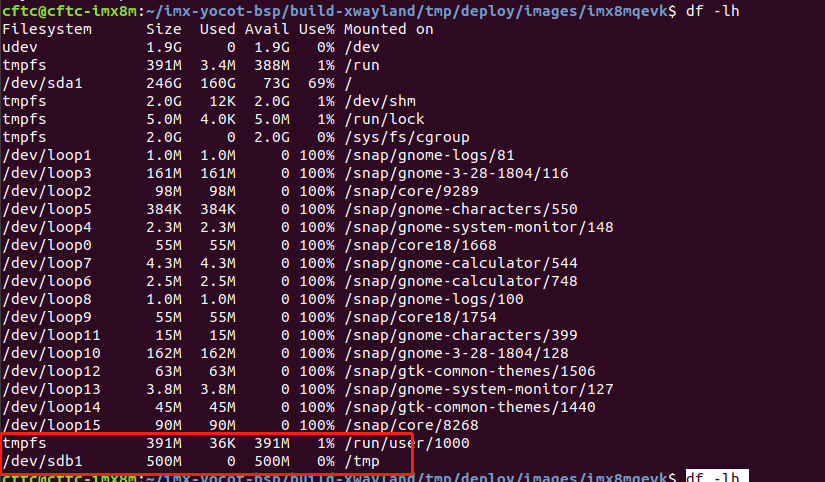 cftc@cftc-imx8m:~/imx-yocot-bsp/build-xwayland/tmp/deploy/images/imx8mqevk$ df -lh
Filesystem      Size  Used Avail Use% Mounted on
udev            1.9G     0  1.9G   0% /dev
tmpfs           391M  3.4M  388M   1% /run
/dev/sda1       246G  160G   73G  69% /
tmpfs           2.0G   12K  2.0G   1% /dev/shm
tmpfs           5.0M  4.0K  5.0M   1% /run/lock
tmpfs           2.0G     0  2.0G   0% /sys/fs/cgroup
/dev/loop1      1.0M  1.0M     0 100% /snap/gnome-logs/81
/dev/loop3      161M  161M     0 100% /snap/gnome-3-28-1804/116
/dev/loop2       98M   98M     0 100% /snap/core/9289
/dev/loop5      384K  384K     0 100% /snap/gnome-characters/550
/dev/loop4      2.3M  2.3M     0 100% /snap/gnome-system-monitor/148
/dev/loop0       55M   55M     0 100% /snap/core18/1668
/dev/loop7      4.3M  4.3M     0 100% /snap/gnome-calculator/544
/dev/loop6      2.5M  2.5M     0 100% /snap/gnome-calculator/748
/dev/loop8      1.0M  1.0M     0 100% /snap/gnome-logs/100
/dev/loop9       55M   55M     0 100% /snap/core18/1754
/dev/loop11      15M   15M     0 100% /snap/gnome-characters/399
/dev/loop10     162M  162M     0 100% /snap/gnome-3-28-1804/128
/dev/loop12      63M   63M     0 100% /snap/gtk-common-themes/1506
/dev/loop13     3.8M  3.8M     0 100% /snap/gnome-system-monitor/127
/dev/loop14      45M   45M     0 100% /snap/gtk-common-themes/1440
/dev/loop15      90M   90M     0 100% /snap/core/8268
tmpfs           391M   36K  391M   1% /run/user/1000
/dev/sdb1       500M     0  500M   0% /tmp
cftc@cftc-imx8m:~/imx-yocot-bsp/build-xwayland/tmp/deploy/images/imx8mqevk$ df -lh